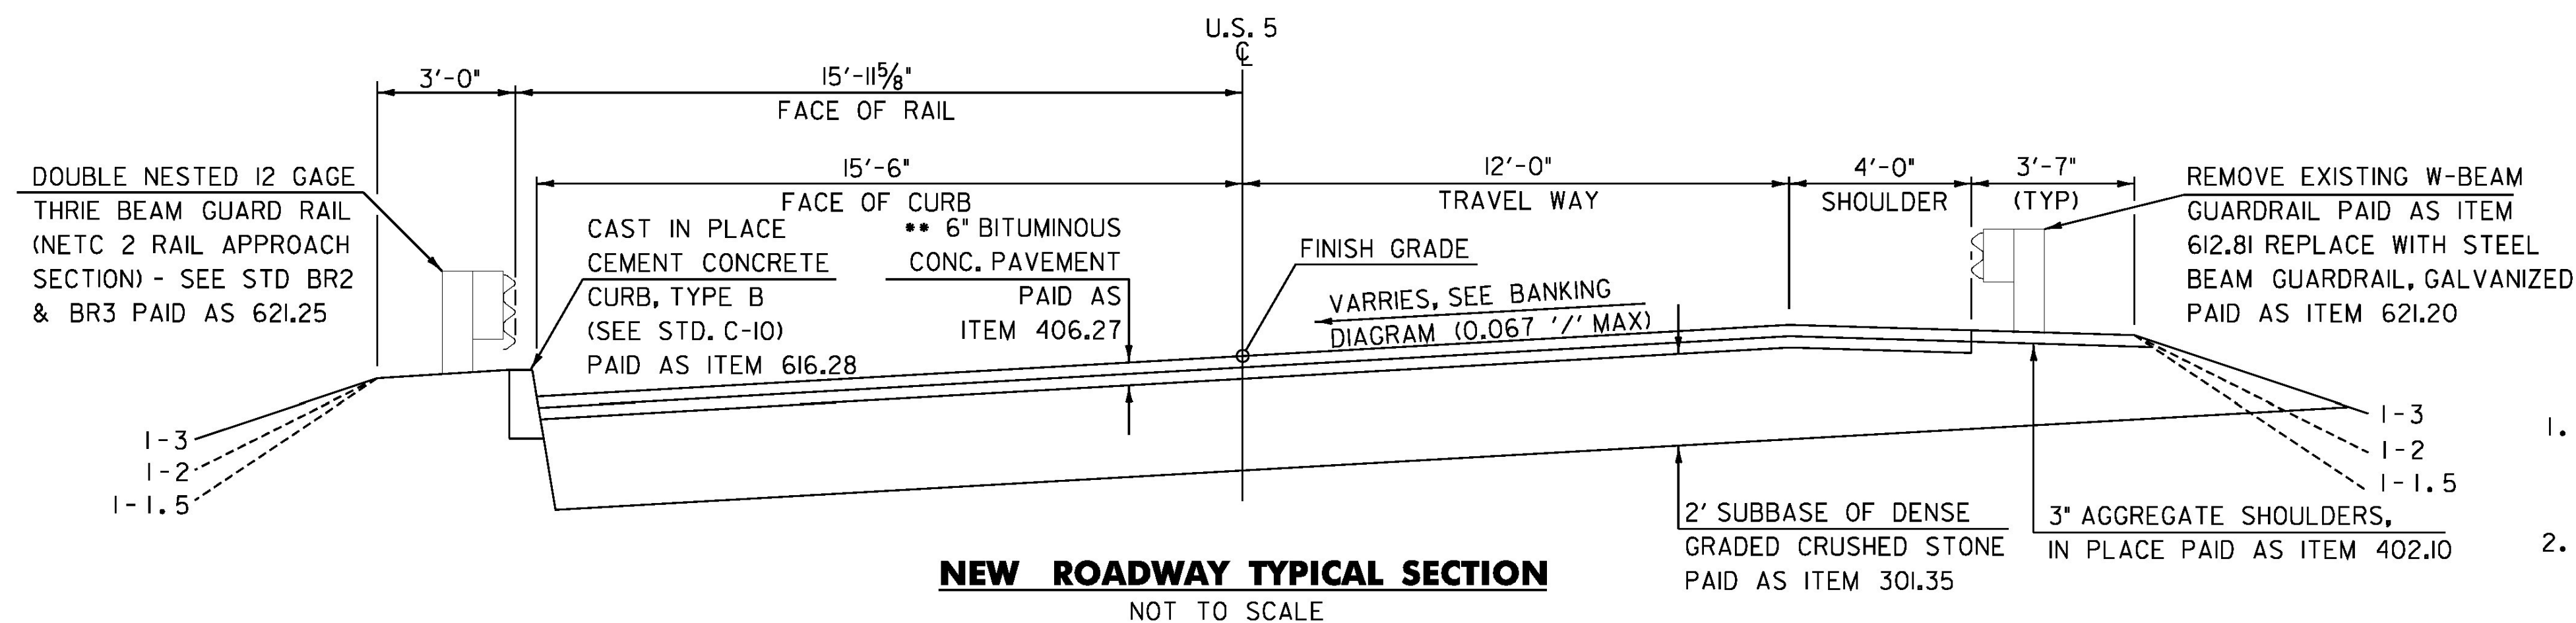 U.S. 5
℄
3'-0"
15'-11⅝"
FACE OF RAIL
DOUBLE NESTED 12 GAGE
THRIE BEAM GUARD RAIL
(NETC 2 RAIL APPROACH
SECTION) - SEE STD BR2
& BR3 PAID AS 621.25
15'-6"
FACE OF CURB
12'-0"
TRAVEL WAY
4'-0"
SHOULDER
3'-7"
(TYP)
REMOVE EXISTING W-BEAM
GUARDRAIL PAID AS ITEM
612.81 REPLACE WITH STEEL
BEAM GUARDRAIL, GALVANIZED
PAID AS ITEM 621.20
CAST IN PLACE
CEMENT CONCRETE
CURB, TYPE B
(SEE STD. C-10)
PAID AS ITEM 616.28
** 6" BITUMINOUS
CONC. PAVEMENT
PAID AS
ITEM 406.27
FINISH GRADE
VARRIES, SEE BANKING
DIAGRAM (0.067 '/' MAX)
1-3
1-2
1-1.5
1-3
1-2
1-1.5
2' SUBBASE OF DENSE
GRADED CRUSHED STONE
PAID AS ITEM 301.35
3" AGGREGATE SHOULDERS,
IN PLACE PAID AS ITEM 402.10
1.
2.
NEW ROADWAY TYPICAL SECTION
NOT TO SCALE